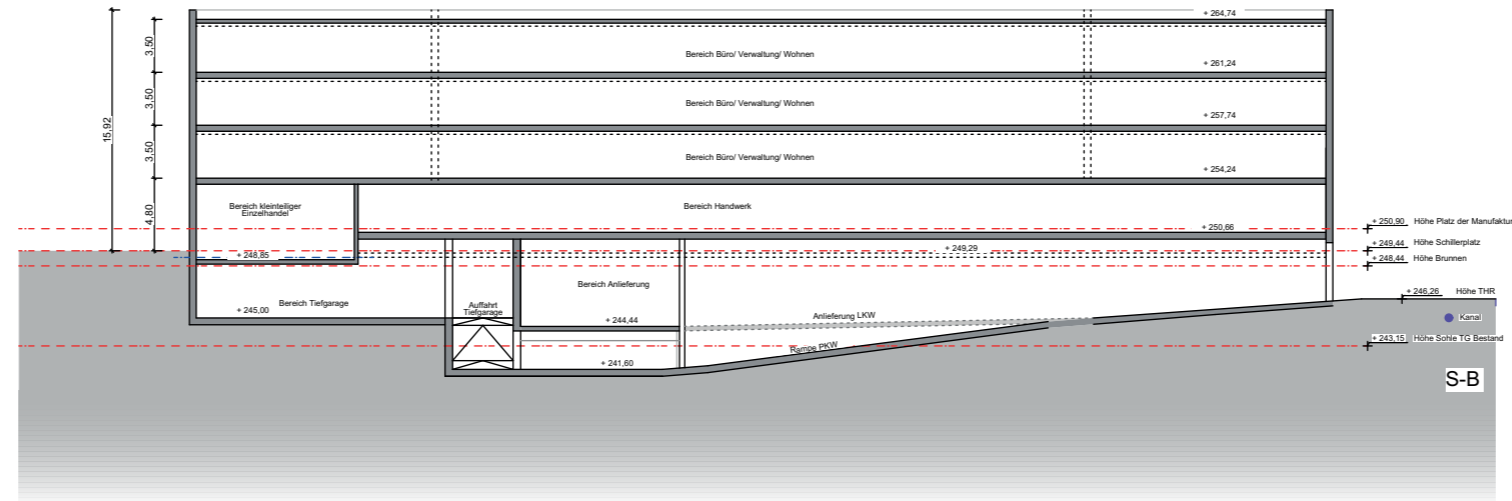 + 264,74
3,50
Bereich Büro/ Verwaltung/ Wohnen
+ 261,24
3,50
Bereich Büro/ Verwaltung/ Wohnen
+ 257,74
15,92
3,50
Bereich Büro/ Verwaltung/ Wohnen
+ 254,24
4,80
Bereich kleinteiliger
Einzelhandel
Bereich Handwerk
+ 250,66
+ 250,90 Höhe Platz der Manufaktur
+ 249,29
+ 249,44 Höhe Schillerplatz
+ 248,85
+ 248,44 Höhe Brunnen
Bereich Anlieferung
+ 246,26 Höhe THR
Bereich Tiefgarage
+ 245,00
Auffahrt
Tiefgarage
+ 244,44
Anlieferung LKW
Kanal
Rampe PKW
+ 243,15 Höhe Sohle TG Bestand
+ 241,60
S-B